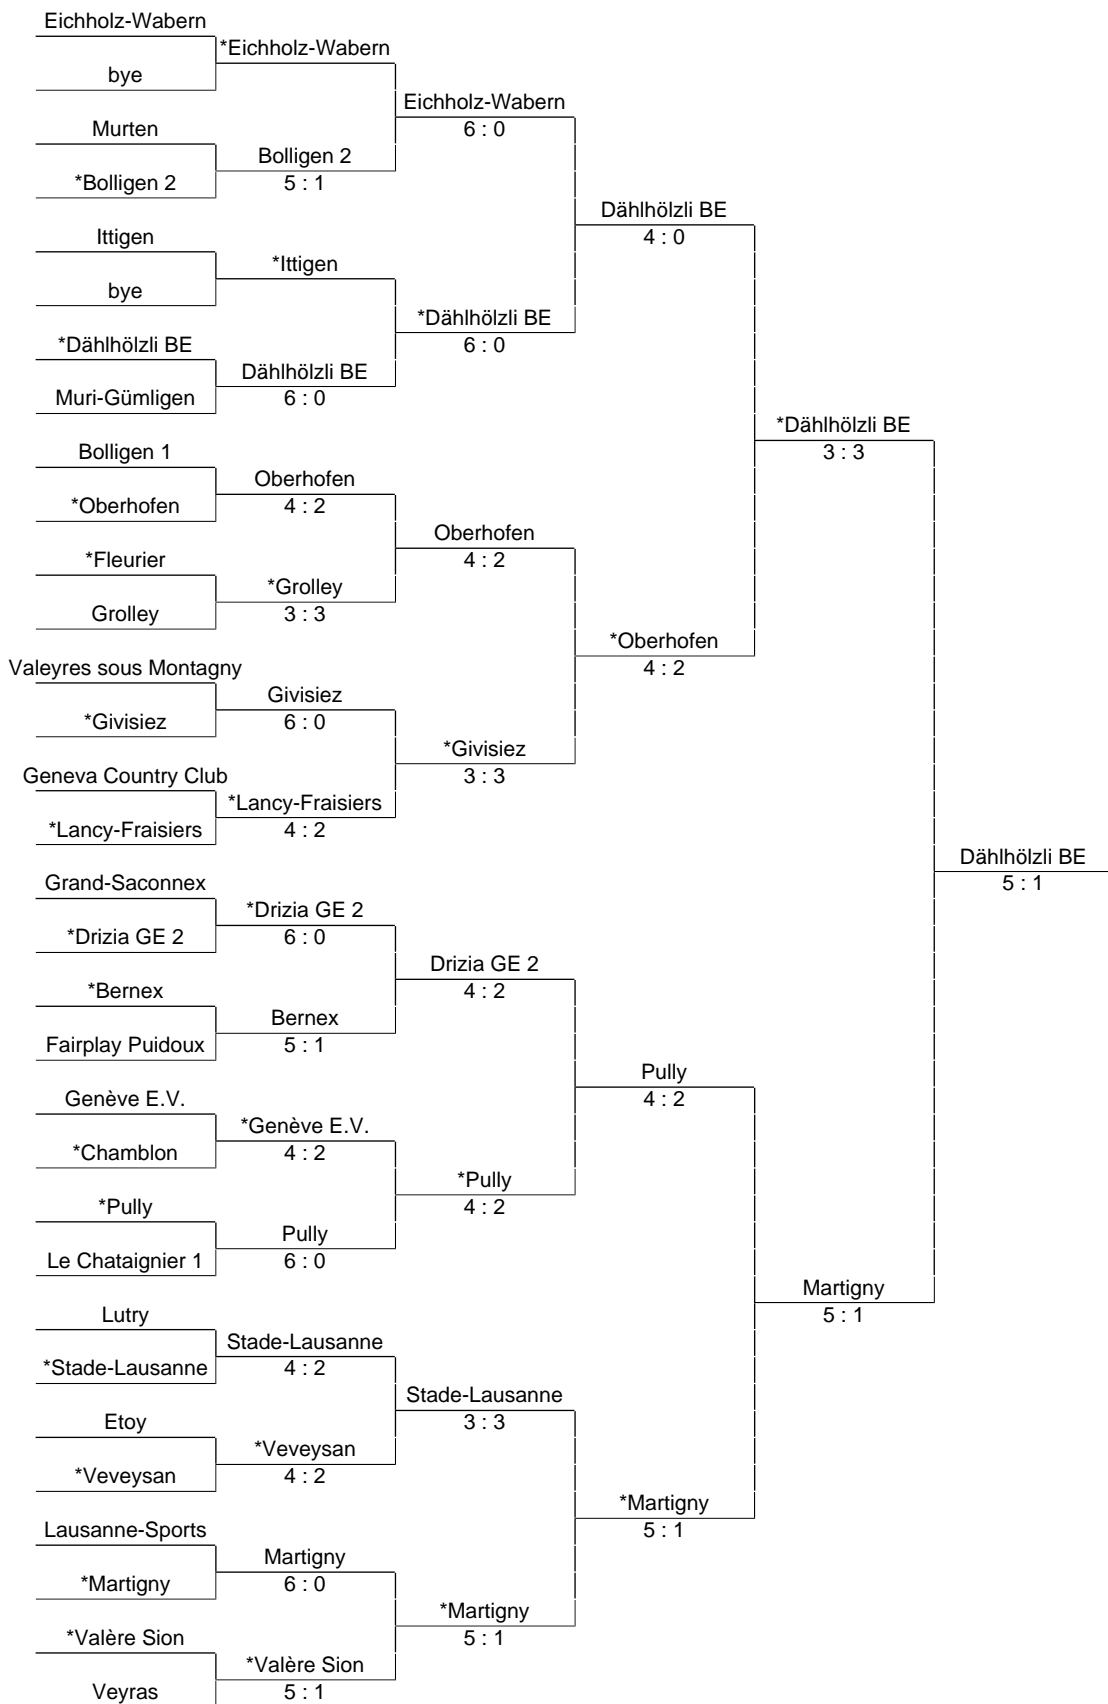 Eichholz-Wabern
*Eichholz-Wabern
bye
Eichholz-Wabern
6 : 0
Murten
Bolligen 2
*Bolligen 2
5 : 1
Dählhölzli BE
4 : 0
Ittigen
*Ittigen
bye
*Dählhölzli BE
6 : 0
*Dählhölzli BE
Dählhölzli BE
Muri-Gümligen
6 : 0
*Dählhölzli BE
3 : 3
Bolligen 1
Oberhofen
*Oberhofen
4 : 2
Oberhofen
4 : 2
*Fleurier
*Grolley
Grolley
3 : 3
*Oberhofen
4 : 2
Valeyres sous Montagny
Givisiez
*Givisiez
6 : 0
*Givisiez
3 : 3
Geneva Country Club
*Lancy-Fraisiers
*Lancy-Fraisiers
4 : 2
Dählhölzli BE
5 : 1
Grand-Saconnex
*Drizia GE 2
*Drizia GE 2
6 : 0
Drizia GE 2
4 : 2
*Bernex
Bernex
Fairplay Puidoux
5 : 1
Pully
4 : 2
Genève E.V.
*Genève E.V.
*Chamblon
4 : 2
*Pully
4 : 2
*Pully
Pully
Le Chataignier 1
6 : 0
Martigny
5 : 1
Lutry
Stade-Lausanne
*Stade-Lausanne
4 : 2
Stade-Lausanne
3 : 3
Etoy
*Veveysan
*Veveysan
4 : 2
*Martigny
5 : 1
Lausanne-Sports
Martigny
*Martigny
6 : 0
*Martigny
5 : 1
*Valère Sion
*Valère Sion
Veyras
5 : 1